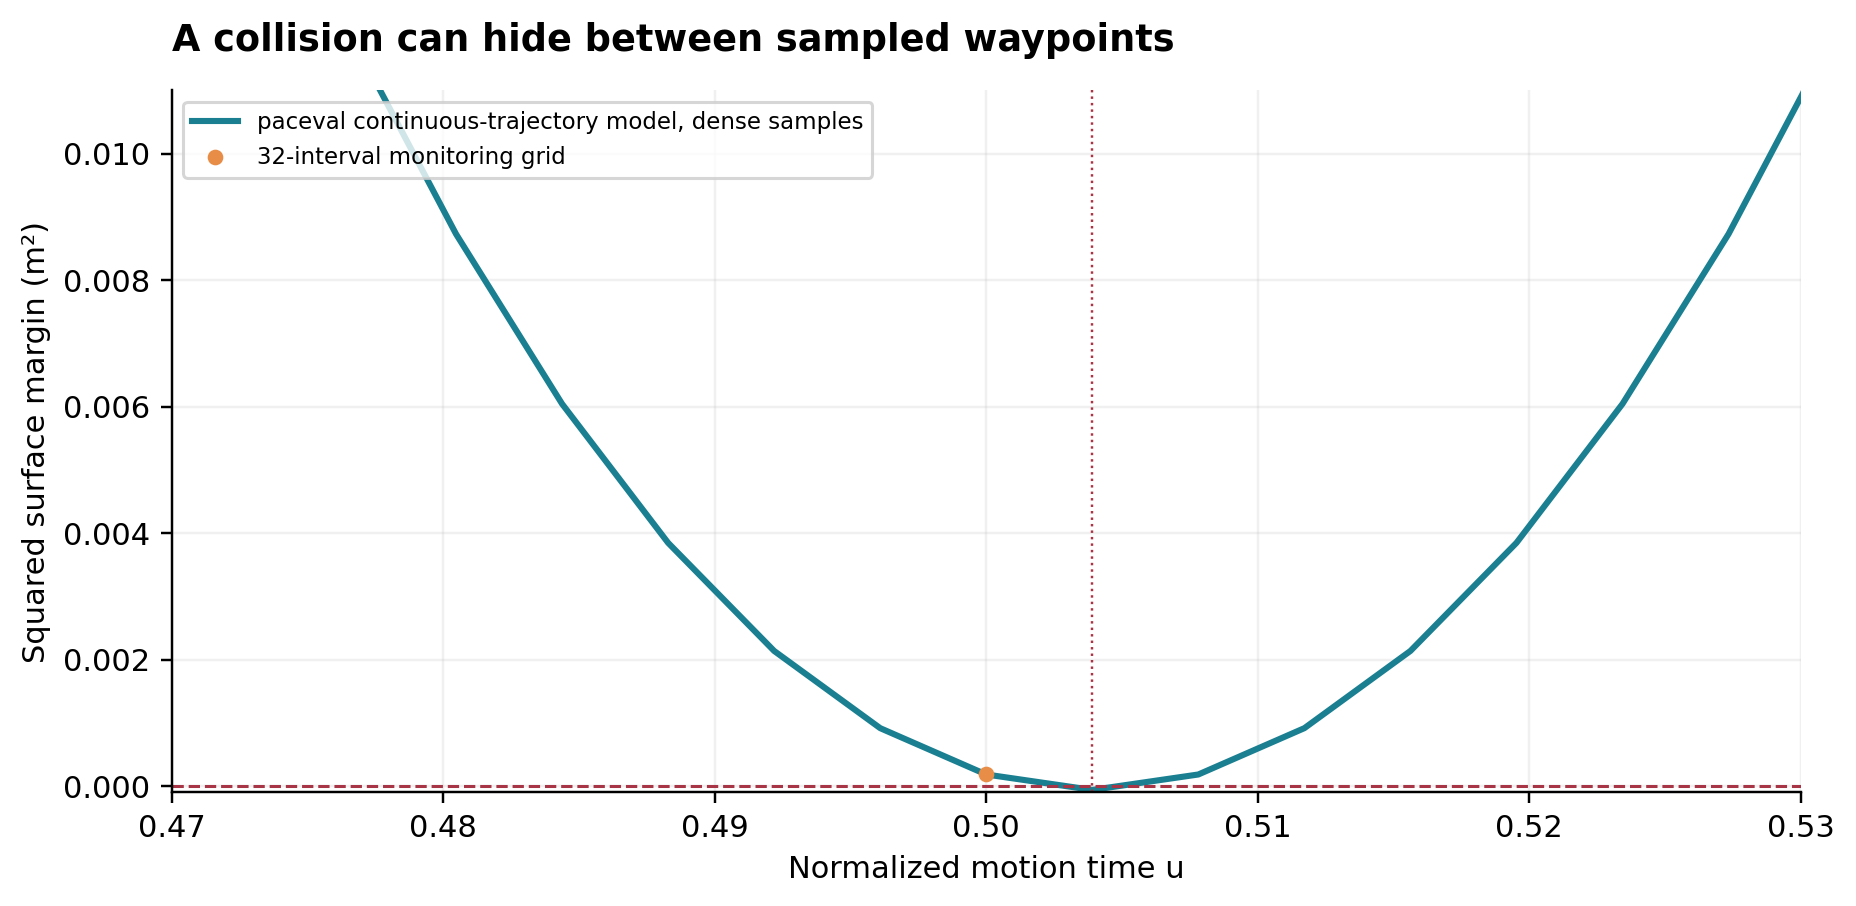 A collision can hide between sampled waypoints
paceval continuous-trajectory model, dense samples
32-interval monitoring grid
Squared surface margin (m²)
0.010
0.008
0.006
0.004
0.002
0.000
0.47 0.48 0.49 0.50 0.51 0.52 0.53
Normalized motion time u